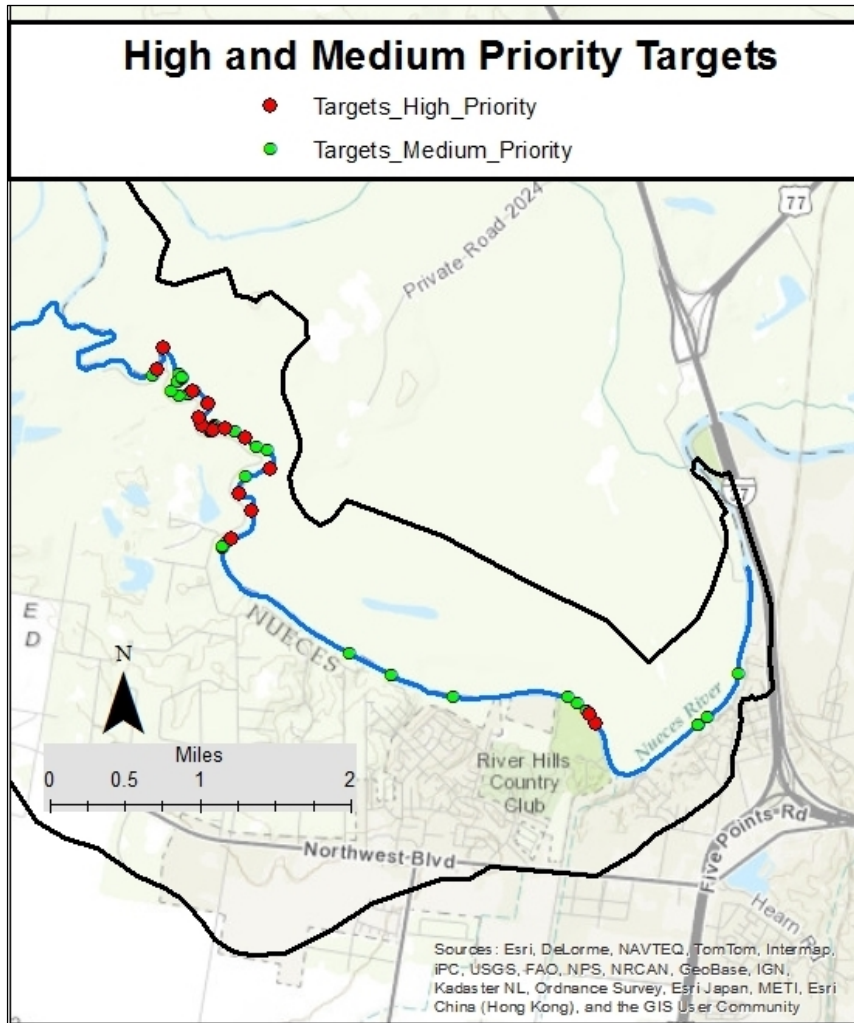 High and Medium Priority Targets
Targets_High_Priority
Targets_Medium_Priority
77
Private Road 2024
37
E
D
NUECES
N
Miles
0 0.5 1 2
Nueces River
River Hills
Country
Club
Five Points Rd
Northwest Blvd
Hearn Rd
Sources: Esri, DeLorme, NAVTEQ, TomTom, Intermap,
iPC, USGS, FAO, NPS, NRCAN, GeoBase, IGN,
Kadaster NL, Ordnance Survey, Esri Japan, METI, Esri
China (Hong Kong), and the GIS User Community